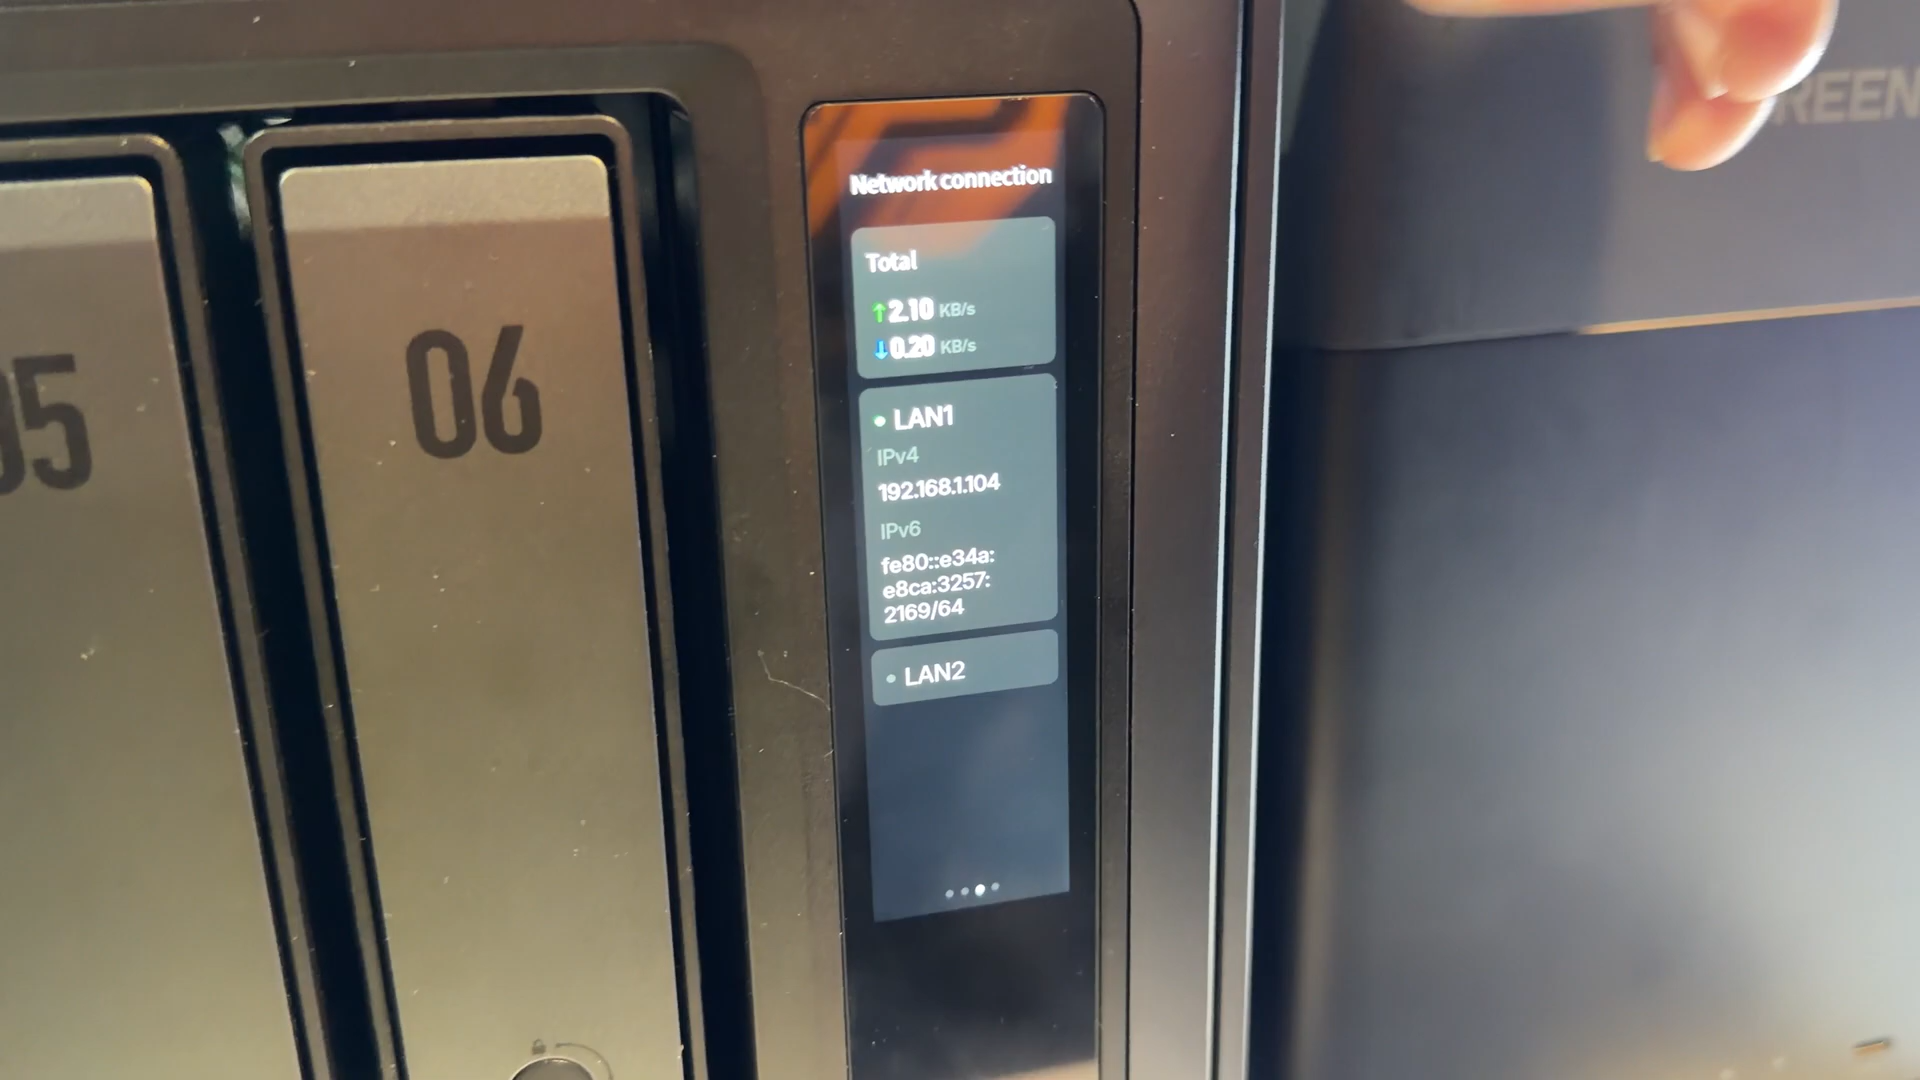 05
06
Network connection
Total
↑2.10 KB/s
↓0.20 KB/s
LAN1
IPv4
192.168.1.104
IPv6
fe80::e34a:
e8ca:3257:
2169/64
LAN2
REEN